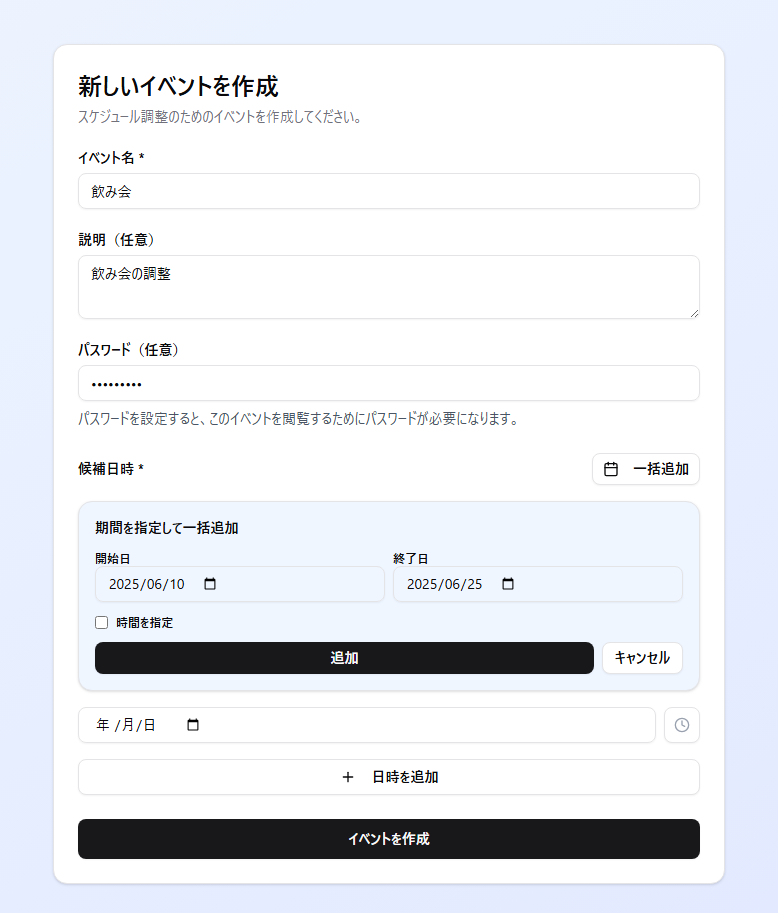 新しいイベントを作成
スケジュール調整のためのイベントを作成してください。
イベント名 *
飲み会
説明（任意）
飲み会の調整
パスワード（任意）
•••••••••
パスワードを設定すると、このイベントを閲覧するためにパスワードが必要になります。
候補日時 *
一括追加
期間を指定して一括追加
開始日 終了日
2025/06/10 2025/06/25
時間を指定
追加 キャンセル
年 /月/日
+ 日時を追加
イベントを作成